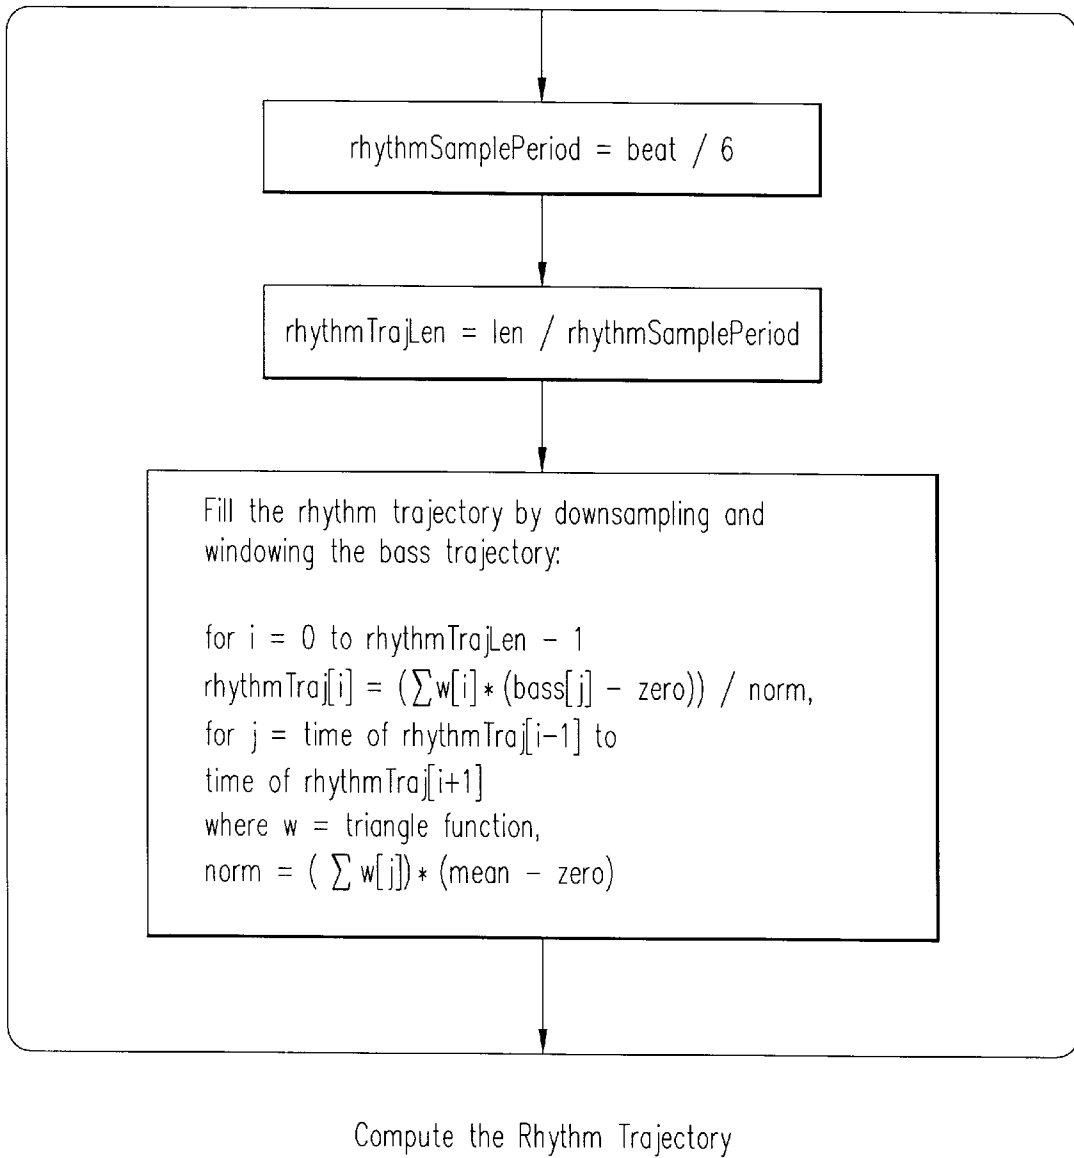 rhythmSamplePeriod = beat / 6
rhythmTrajLen = len / rhythmSamplePeriod
Fill the rhythm trajectory by downsampling and
windowing the bass trajectory:
for i = 0 to rhythmTrajLen - 1
rhythmTraj[i] = (∑w[i]* (bass[j] - zero)) / norm,
for j = time of rhythmTraj[i-1] to
time of rhythmTraj[i+1]
where w = triangle function,
norm = ( ∑ w[j])* (mean - zero)
Compute the Rhythm Trajectory